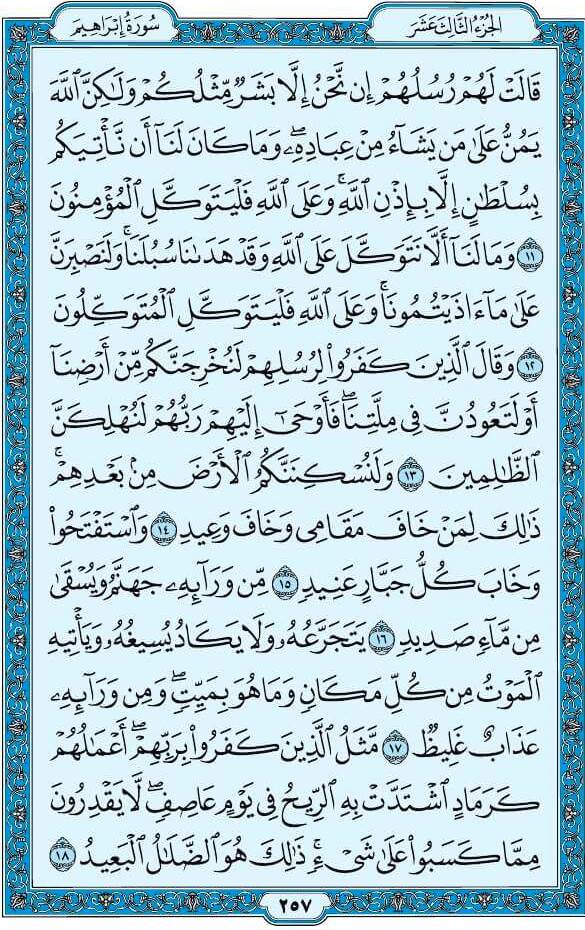 الجزء الثالث عشر سورة إبراهيم
قَالَتْ لَهُمْ رُسُلُهُمْ إِن نَّحْنُ إِلَّا بَشَرٌ مِّثْلُكُمْ وَلَٰكِنَّ ٱللَّهَ
يَمُنُّ عَلَىٰ مَن يَشَآءُ مِنْ عِبَادِهِۦۖ وَمَا كَانَ لَنَآ أَن نَّأْتِيَكُم
بِسُلْطَٰنٍ إِلَّا بِإِذْنِ ٱللَّهِۚ وَعَلَى ٱللَّهِ فَلْيَتَوَكَّلِ ٱلْمُؤْمِنُونَ
١١ وَمَا لَنَآ أَلَّا نَتَوَكَّلَ عَلَى ٱللَّهِ وَقَدْ هَدَىٰنَا سُبُلَنَاۚ وَلَنَصْبِرَنَّ
عَلَىٰ مَآ ءَاذَيْتُمُونَاۚ وَعَلَى ٱللَّهِ فَلْيَتَوَكَّلِ ٱلْمُتَوَكِّلُونَ
١٢ وَقَالَ ٱلَّذِينَ كَفَرُوا۟ لِرُسُلِهِمْ لَنُخْرِجَنَّكُم مِّنْ أَرْضِنَآ
أَوْ لَتَعُودُنَّ فِى مِلَّتِنَاۖ فَأَوْحَىٰٓ إِلَيْهِمْ رَبُّهُمْ لَنُهْلِكَنَّ
ٱلظَّٰلِمِينَ ١٣ وَلَنُسْكِنَنَّكُمُ ٱلْأَرْضَ مِنۢ بَعْدِهِمْۚ
ذَٰلِكَ لِمَنْ خَافَ مَقَامِى وَخَافَ وَعِيدِ ١٤ وَٱسْتَفْتَحُوا۟
وَخَابَ كُلُّ جَبَّارٍ عَنِيدٍ ١٥ مِّن وَرَآئِهِۦ جَهَنَّمُ وَيُسْقَىٰ
مِن مَّآءٍ صَدِيدٍ ١٦ يَتَجَرَّعُهُۥ وَلَا يَكَادُ يُسِيغُهُۥ وَيَأْتِيهِ
ٱلْمَوْتُ مِن كُلِّ مَكَانٍ وَمَا هُوَ بِمَيِّتٍۖ وَمِن وَرَآئِهِۦ
عَذَابٌ غَلِيظٌ ١٧ مَّثَلُ ٱلَّذِينَ كَفَرُوا۟ بِرَبِّهِمْۖ أَعْمَٰلُهُمْ
كَرَمَادٍ ٱشْتَدَّتْ بِهِ ٱلرِّيحُ فِى يَوْمٍ عَاصِفٍۖ لَّا يَقْدِرُونَ
مِمَّا كَسَبُوا۟ عَلَىٰ شَىْءٍۚ ذَٰلِكَ هُوَ ٱلضَّلَٰلُ ٱلْبَعِيدُ ١٨
٢٥٧